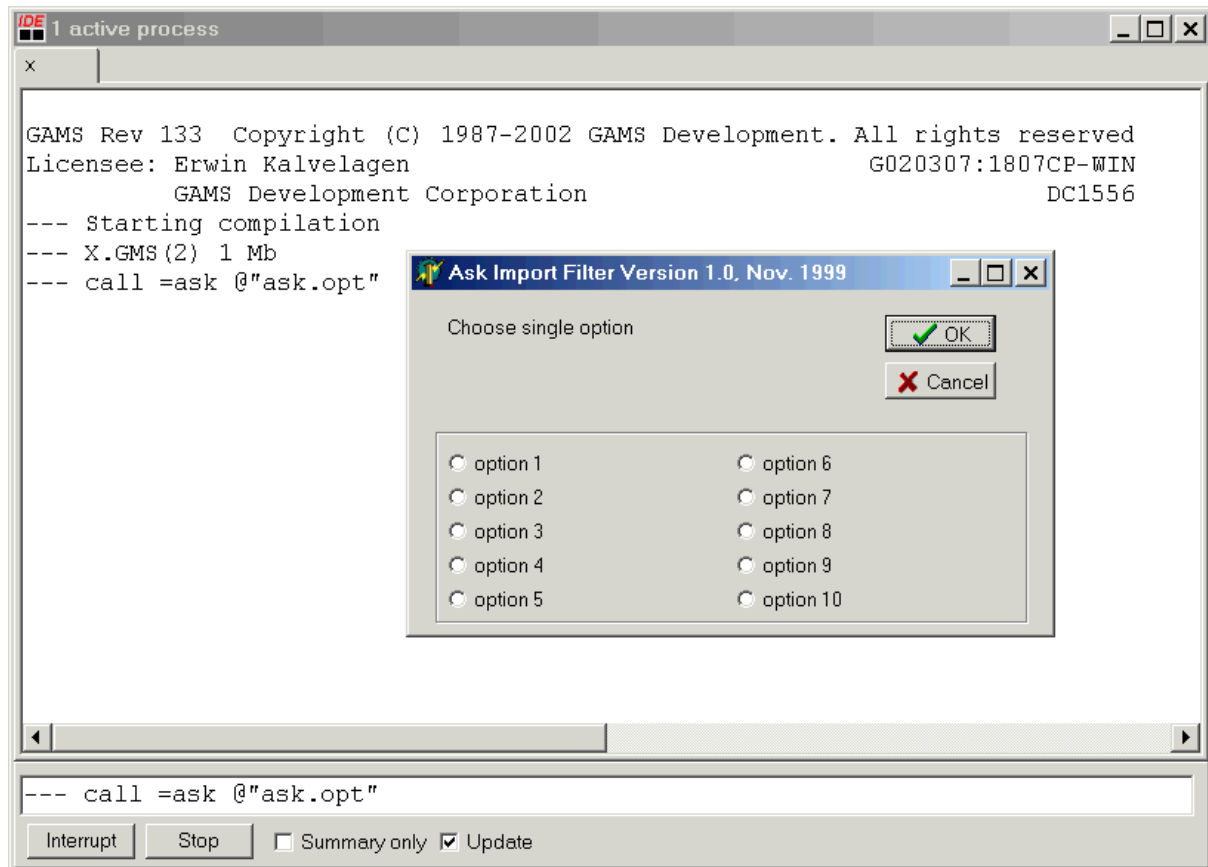 IDE 1 active process
x
GAMS Rev 133 Copyright (C) 1987-2002 GAMS Development. All rights reserved
Licensee: Erwin Kalvelagen G020307:1807CP-WIN
GAMS Development Corporation DC1556
--- Starting compilation
--- X.GMS(2) 1 Mb
--- call =ask @"ask.opt"
Ask Import Filter Version 1.0, Nov. 1999
Choose single option
OK
Cancel
option 1
option 2
option 3
option 4
option 5
option 6
option 7
option 8
option 9
option 10
--- call =ask @"ask.opt"
Interrupt Stop Summary only Update